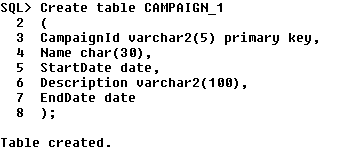 SQL> Create table CAMPAIGN_1
2 (
3 CampaignId varchar2(5) primary key,
4 Name char(30),
5 StartDate date,
6 Description varchar2(100),
7 EndDate date
8 );
Table created.